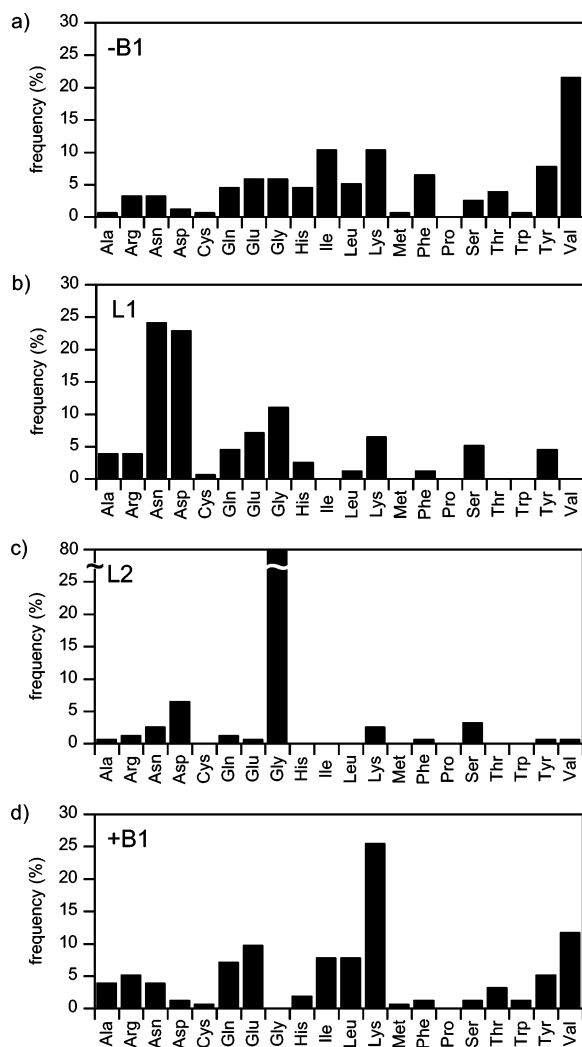 a)
-B1
frequency (%)
30
25
20
15
10
5
0
Ala Arg Asn Asp Cys Gln Glu Gly His Ile Leu Lys Met Phe Pro Ser Thr Trp Tyr Val
b)
L1
frequency (%)
30
25
20
15
10
5
0
Ala Arg Asn Asp Cys Gln Glu Gly His Ile Leu Lys Met Phe Pro Ser Thr Trp Tyr Val
c)
L2
frequency (%)
80
25
20
15
10
5
0
Ala Arg Asn Asp Cys Gln Glu Gly His Ile Leu Lys Met Phe Pro Ser Thr Trp Tyr Val
d)
+B1
frequency (%)
30
25
20
15
10
5
0
Ala Arg Asn Asp Cys Gln Glu Gly His Ile Leu Lys Met Phe Pro Ser Thr Trp Tyr Val